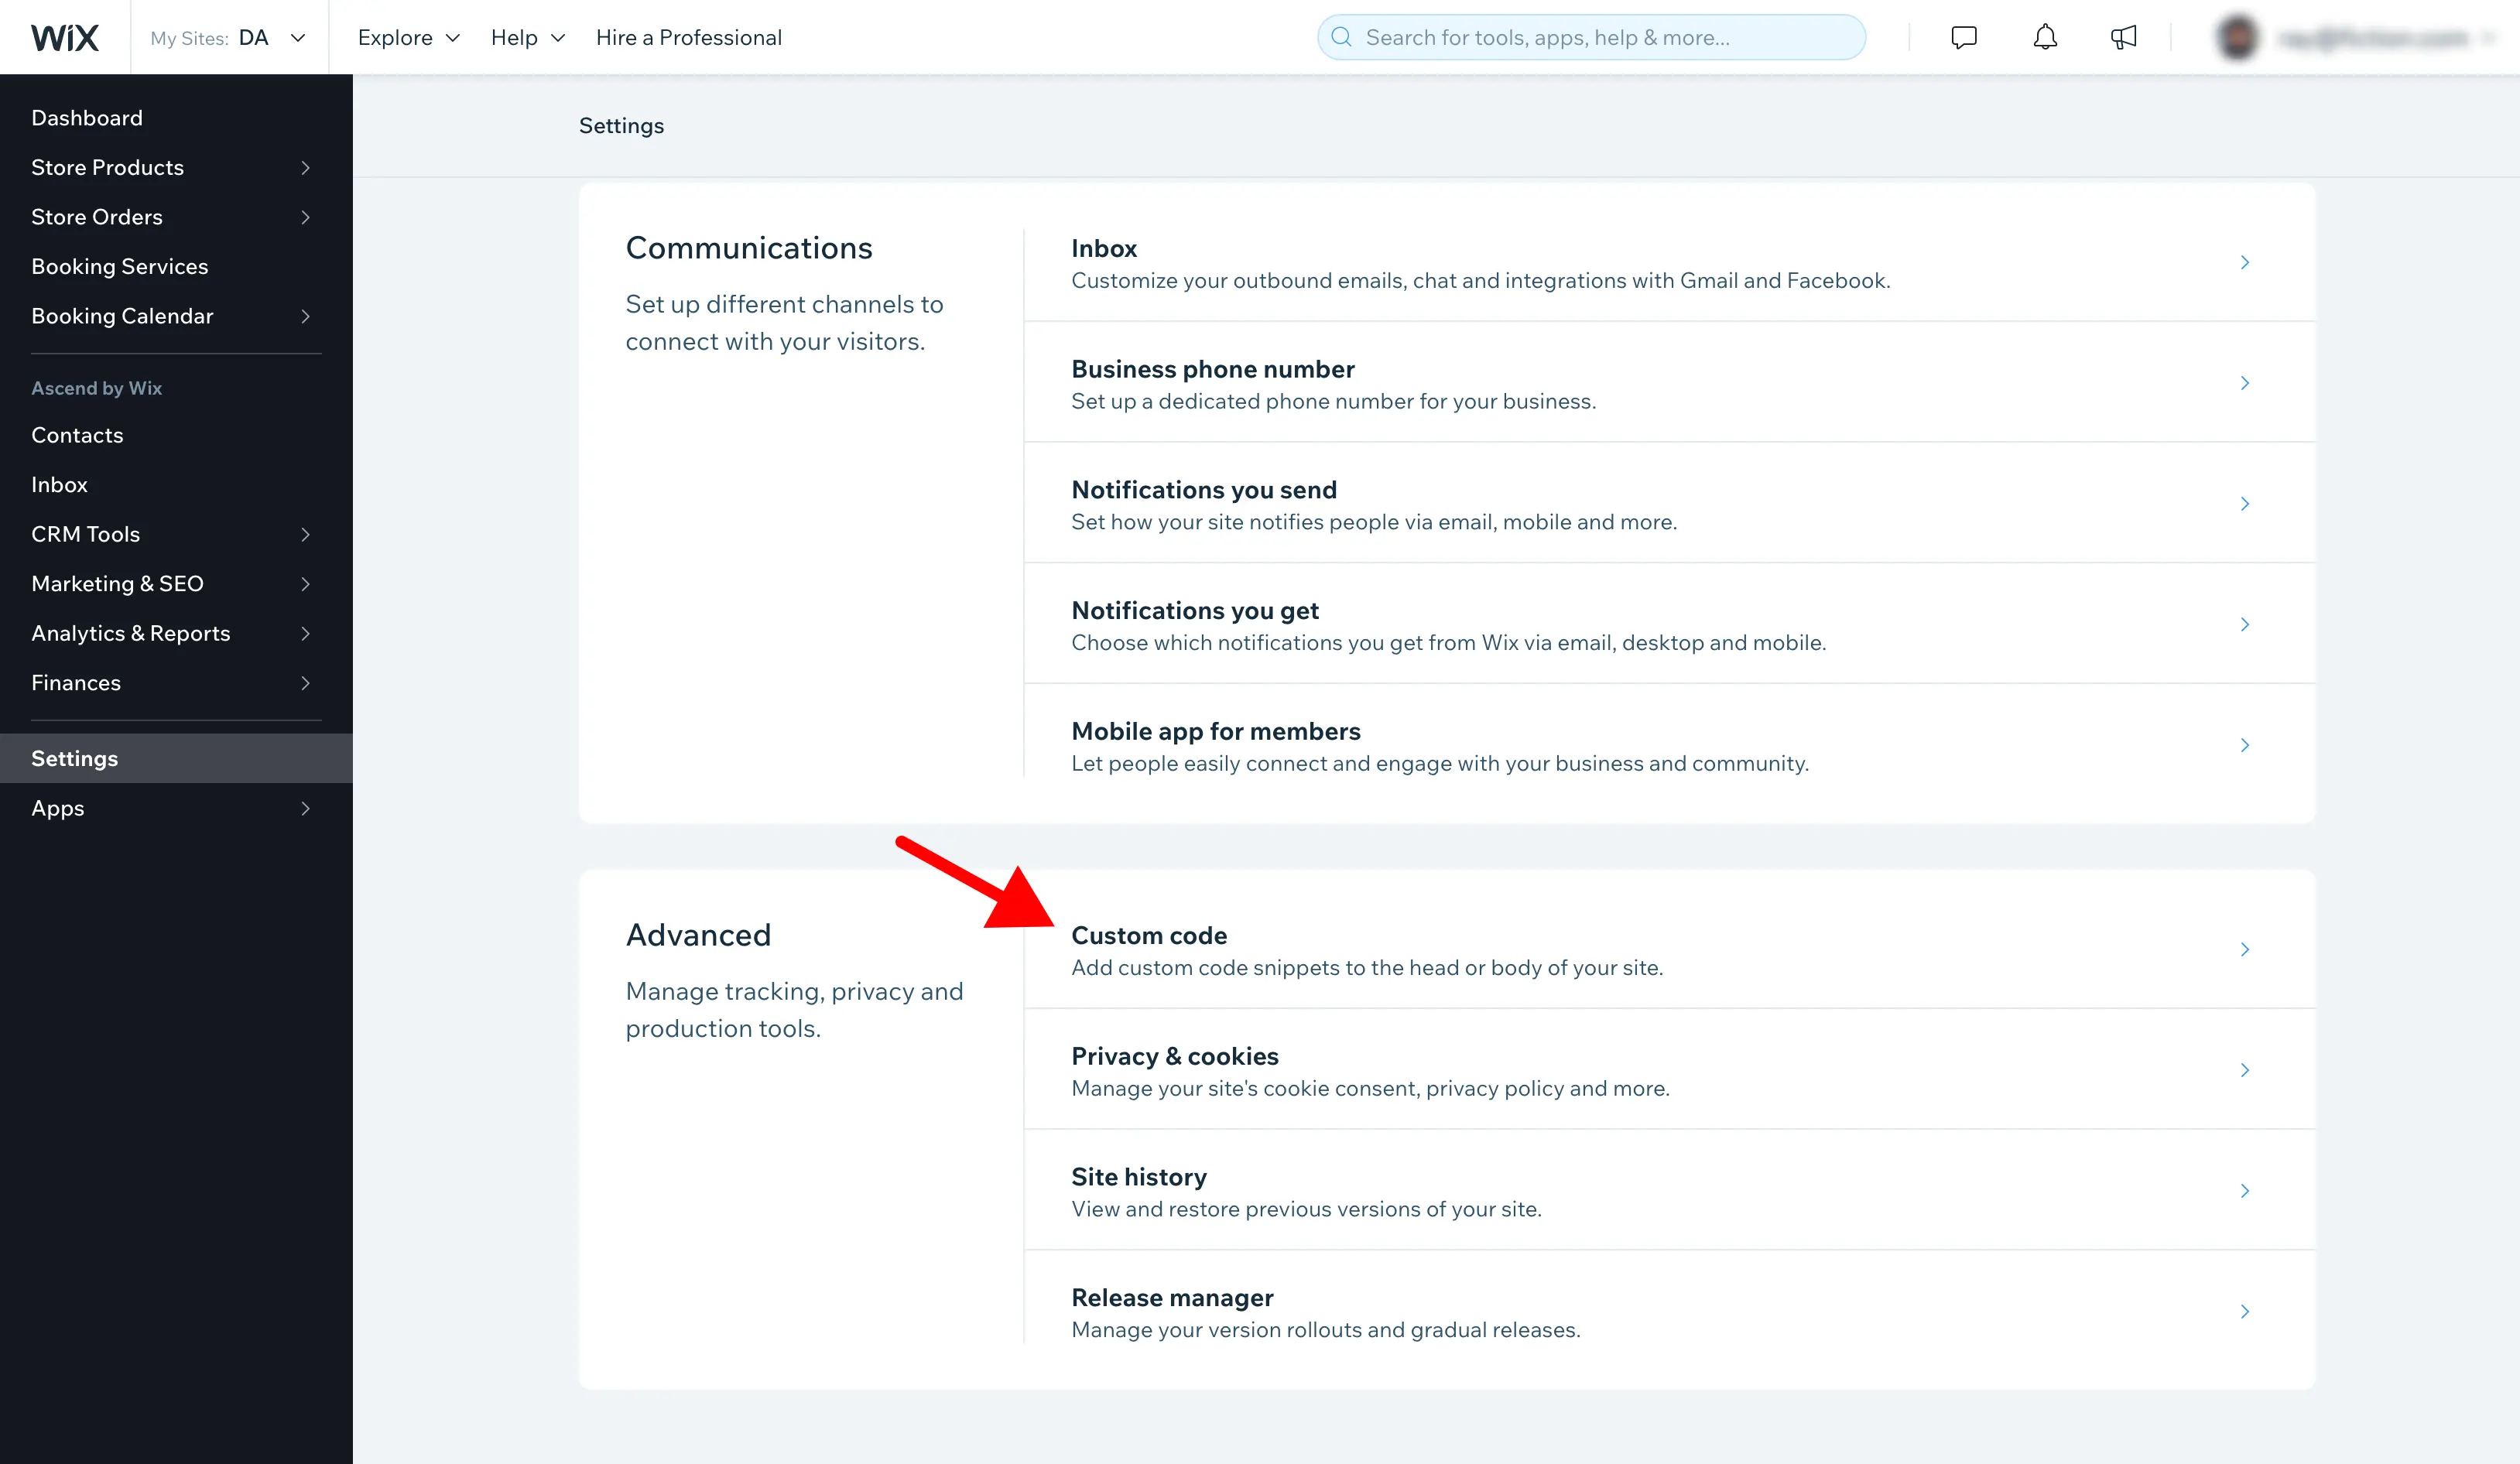 WiX
My Sites: DA
Explore
Help
Hire a Professional
Search for tools, apps, help & more...
Dashboard
Store Products
Store Orders
Booking Services
Booking Calendar
Ascend by Wix
Contacts
Inbox
CRM Tools
Marketing & SEO
Analytics & Reports
Finances
Settings
Apps
Settings
Communications
Set up different channels to
connect with your visitors.
Inbox
Customize your outbound emails, chat and integrations with Gmail and Facebook.
Business phone number
Set up a dedicated phone number for your business.
Notifications you send
Set how your site notifies people via email, mobile and more.
Notifications you get
Choose which notifications you get from Wix via email, desktop and mobile.
Mobile app for members
Let people easily connect and engage with your business and community.
Advanced
Manage tracking, privacy and
production tools.
Custom code
Add custom code snippets to the head or body of your site.
Privacy & cookies
Manage your site's cookie consent, privacy policy and more.
Site history
View and restore previous versions of your site.
Release manager
Manage your version rollouts and gradual releases.